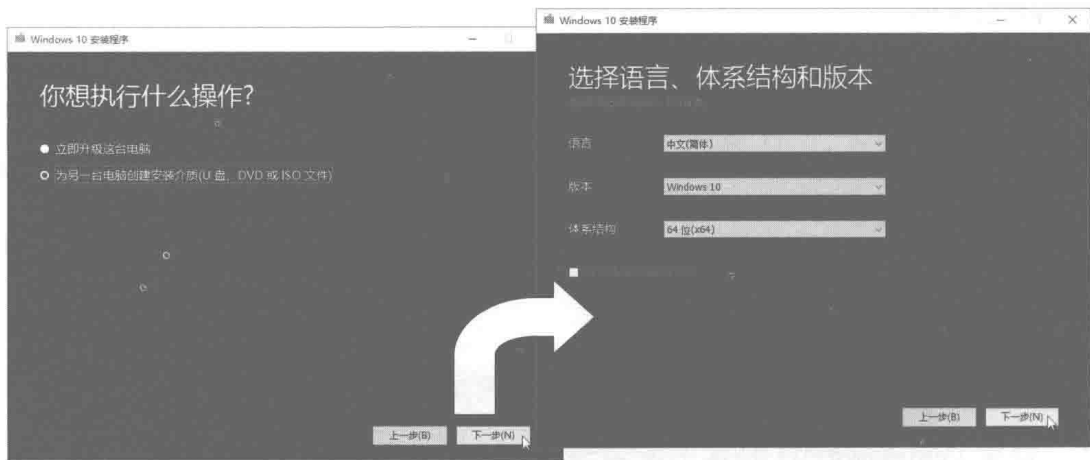 Windows 10 安装程序
你想执行什么操作?
立即升级这台电脑
为另一台电脑创建安装介质(U 盘、DVD 或 ISO 文件)
上一步(B)
下一步(N)
Windows 10 安装程序
选择语言、体系结构和版本
语言
中文(简体)
版本
Windows 10
体系结构
64 位(x64)
上一步(B)
下一步(N)